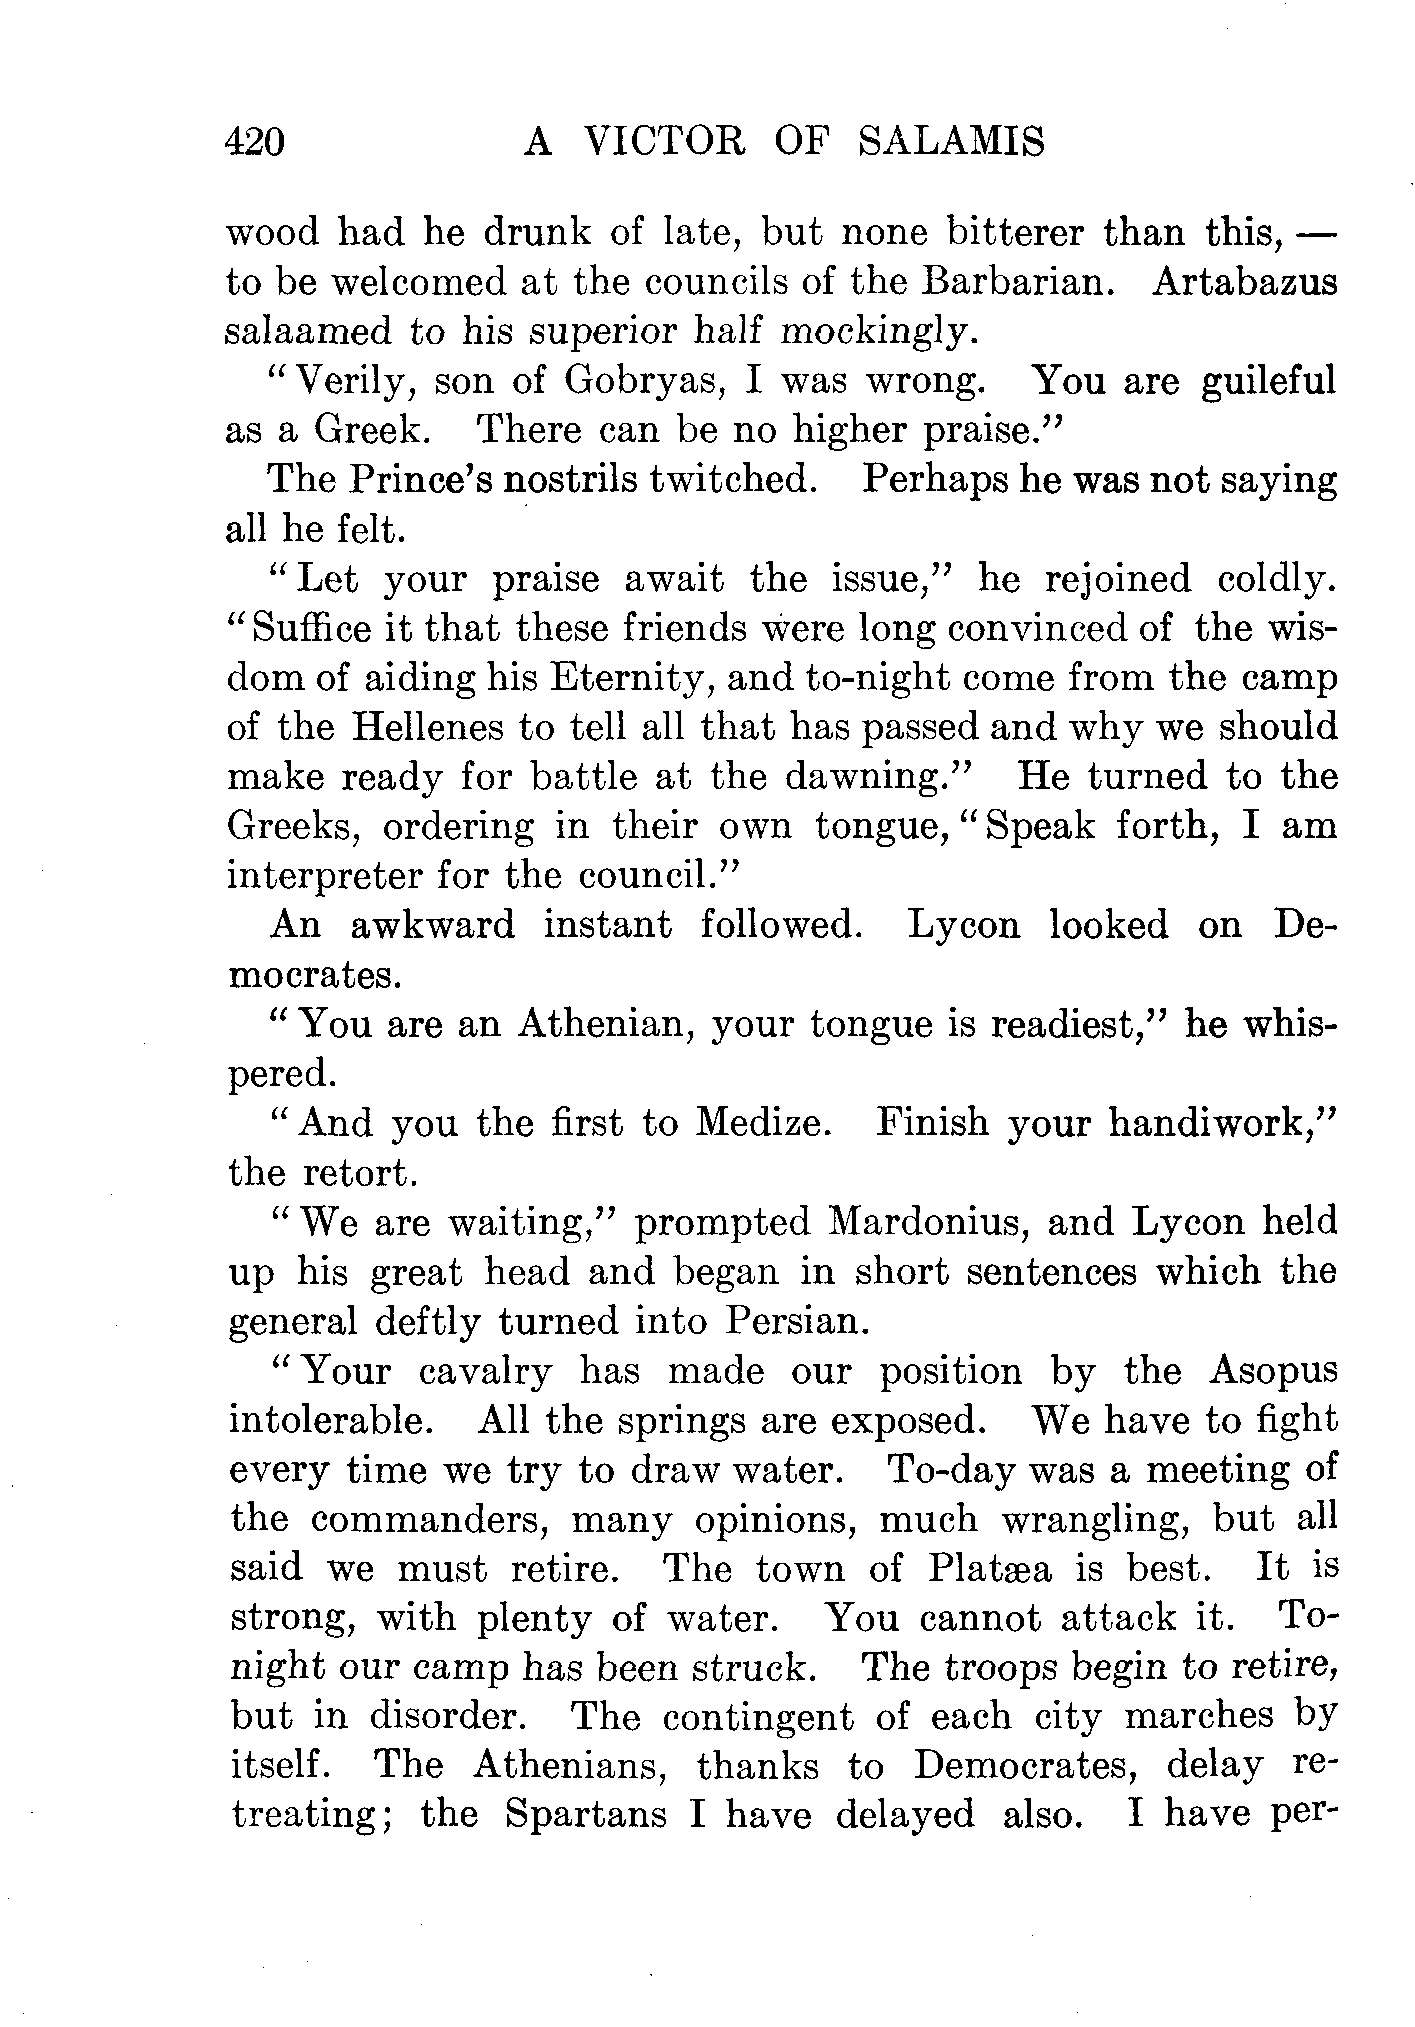 420 A VICTOR OF SALAMIS
wood had he drunk of late, but none bitterer than this, —
to be welcomed at the councils of the Barbarian. Artabazus
salaamed to his superior half mockingly.
“Verily, son of Gobryas, I was wrong. You are guileful
as a Greek. There can be no higher praise.”
The Prince’s nostrils twitched. Perhaps he was not saying
all he felt.
“Let your praise await the issue,” he rejoined coldly.
“Suffice it that these friends were long convinced of the wis-
dom of aiding his Eternity, and to-night come from the camp
of the Hellenes to tell all that has passed and why we should
make ready for battle at the dawning.” He turned to the
Greeks, ordering in their own tongue, “Speak forth, I am
interpreter for the council.”
An awkward instant followed. Lycon looked on De-
mocrates.
“You are an Athenian, your tongue is readiest,” he whis-
pered.
“And you the first to Medize. Finish your handiwork,”
the retort.
“We are waiting,” prompted Mardonius, and Lycon held
up his great head and began in short sentences which the
general deftly turned into Persian.
“Your cavalry has made our position by the Asopus
intolerable. All the springs are exposed. We have to fight
every time we try to draw water. To-day was a meeting of
the commanders, many opinions, much wrangling, but all
said we must retire. The town of Platæa is best. It is
strong, with plenty of water. You cannot attack it. To-
night our camp has been struck. The troops begin to retire,
but in disorder. The contingent of each city marches by
itself. The Athenians, thanks to Democrates, delay re-
treating; the Spartans I have delayed also. I have per-